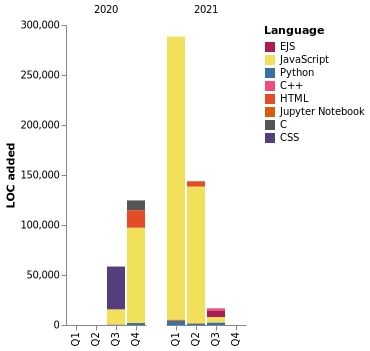 2020 2021
Language
EJS
JavaScript
Python
C++
HTML
Jupyter Notebook
C
CSS
LOC added
300,000
250,000
200,000
150,000
100,000
50,000
0
Q1 Q2 Q3 Q4 Q1 Q2 Q3 Q4